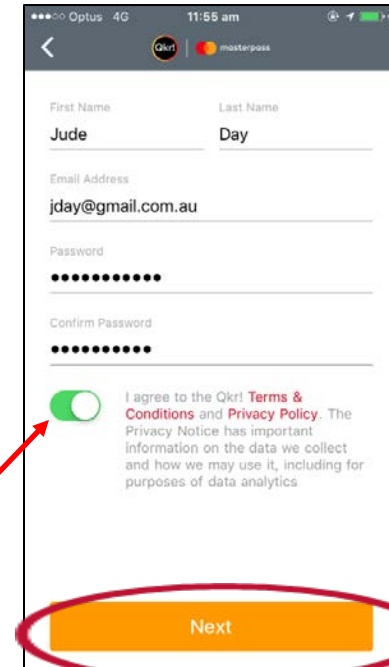 Optus 4G 11:55 am
Qkr! masterpass
First Name Last Name
Jude Day
Email Address
jday@gmail.com.au
Password
•••••••••••
Confirm Password
••••••••••
I agree to the Qkr! Terms &
Conditions and Privacy Policy. The
Privacy Notice has important
information on the data we collect
and how we may use it, including for
purposes of data analytics
Next